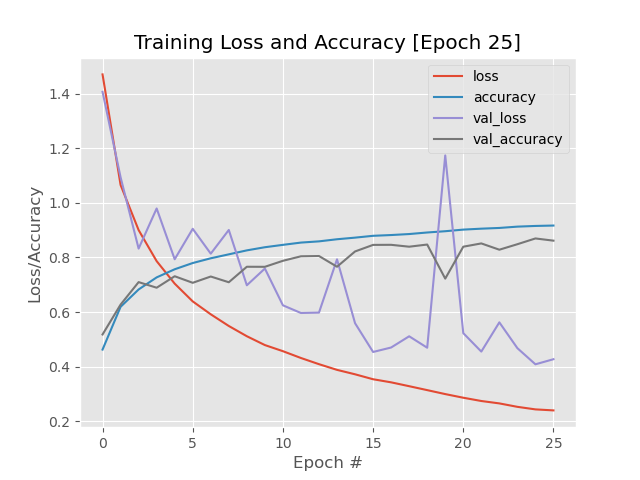 Training Loss and Accuracy [Epoch 25]
loss
accuracy
val_loss
val_accuracy
Loss/Accuracy
1.4
1.2
1.0
0.8
0.6
0.4
0.2
0 5 10 15 20 25
Epoch #